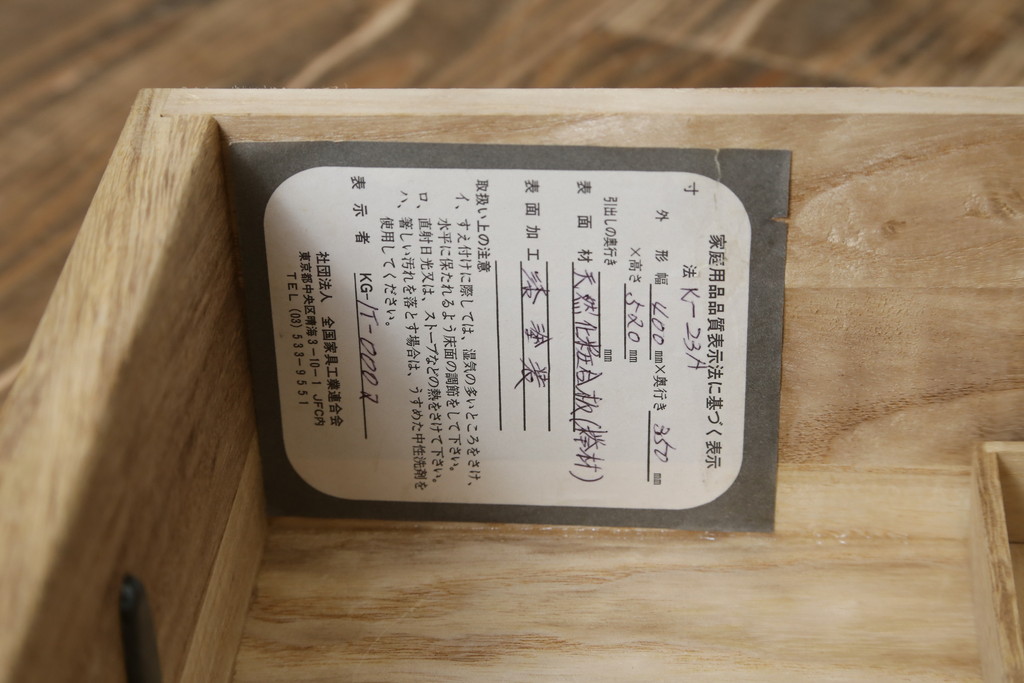 家庭用品品質表示法に基づく表示
寸法 K-33A
外形 幅 400 mm×奥行き 350 mm
×高さ 520 mm
引出しの奥行き mm
表面材 天然化粧合板(欅材)
表面加工 漆塗装
取扱い上の注意
イ、すえ付けに際しては、湿気の多いところをさけ、
水平に保たれるよう床面の調節をして下さい。
ロ、直射日光又は、ストーブなどの熱をさけて下さい。
ハ、著しい汚れを落とす場合は、うすめた中性洗剤を
使用してください。
表示者 KG-
社団法人 全国家具工業連合会
東京都中央区晴海3-10-1 JFC内
TEL (03) 533-9551